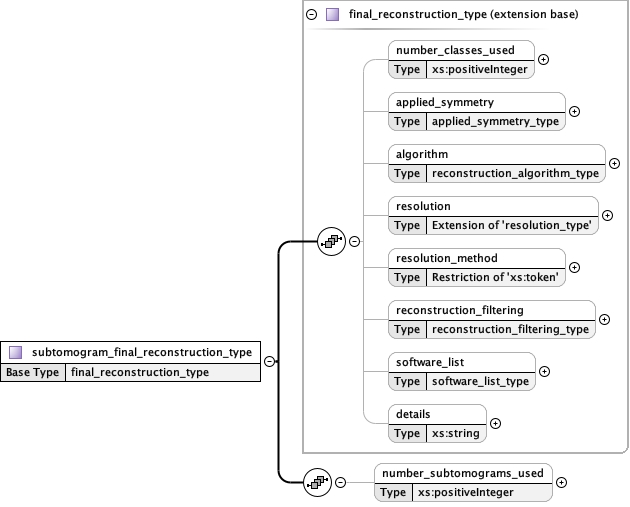 final_reconstruction_type (extension base)
number_classes_used
Type xs:positiveInteger
applied_symmetry
Type applied_symmetry_type
algorithm
Type reconstruction_algorithm_type
resolution
Type Extension of 'resolution_type'
resolution_method
Type Restriction of 'xs:token'
reconstruction_filtering
Type reconstruction_filtering_type
software_list
Type software_list_type
details
Type xs:string
subtomogram_final_reconstruction_type
Base Type final_reconstruction_type
number_subtomograms_used
Type xs:positiveInteger